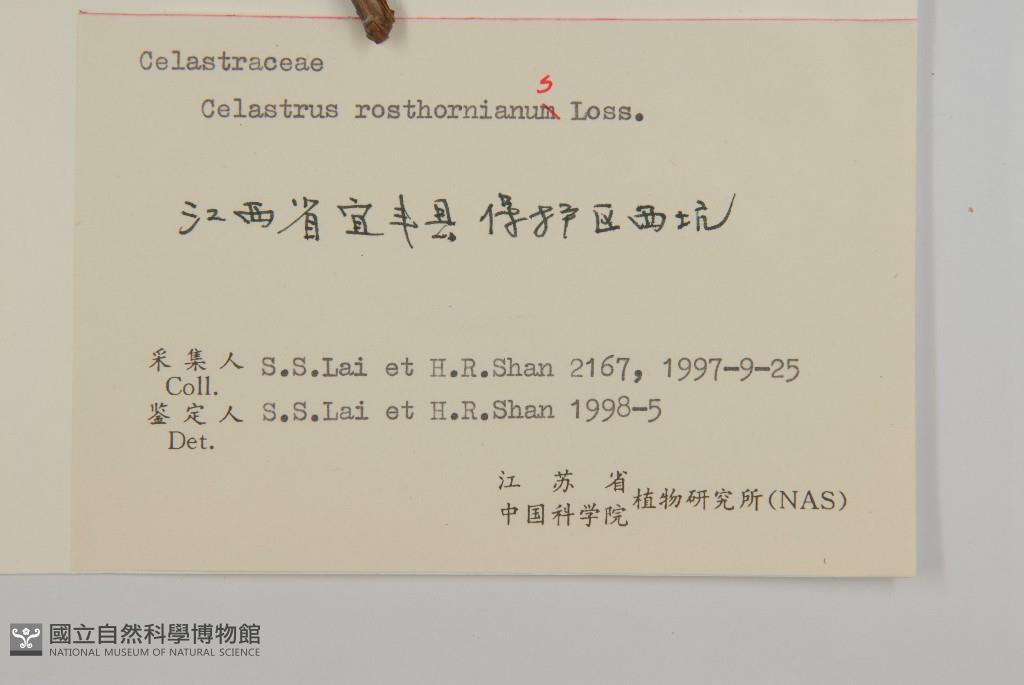 Celastraceae
s
Celastrus rosthornianum Loss.
江西省宜丰县保护区西坑
采集人 S.S.Lai et H.R.Shan 2167, 1997-9-25
Coll.
鉴定人 S.S.Lai et H.R.Shan 1998-5
Det.
江苏省
中国科学院 植物研究所(NAS)
國立自然科學博物館
NATIONAL MUSEUM OF NATURAL SCIENCE